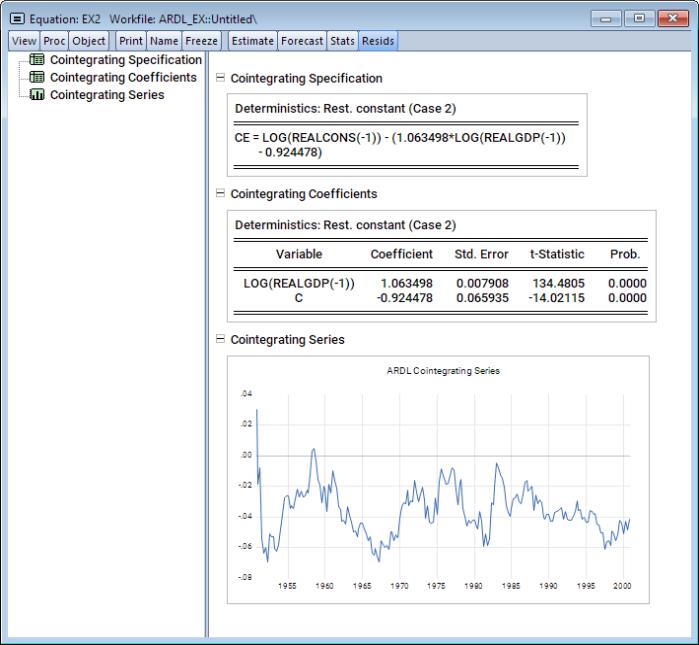 Equation: EX2 Workfile: ARDL_EX::Untitled\
View Proc Object Print Name Freeze Estimate Forecast Stats Resids
Cointegrating Specification
Cointegrating Coefficients
Cointegrating Series
Cointegrating Specification
Deterministics: Rest. constant (Case 2)
CE = LOG(REALCONS(-1)) - (1.063498*LOG(REALGDP(-1))
- 0.924478)
Cointegrating Coefficients
Deterministics: Rest. constant (Case 2)
Variable Coefficient Std. Error t-Statistic Prob.
LOG(REALGDP(-1)) 1.063498 0.007908 134.4805 0.0000
C -0.924478 0.065935 -14.02115 0.0000
Cointegrating Series
ARDL Cointegrating Series
.04
.02
.00
-.02
-.04
-.06
-.08
1955 1960 1965 1970 1975 1980 1985 1990 1995 2000